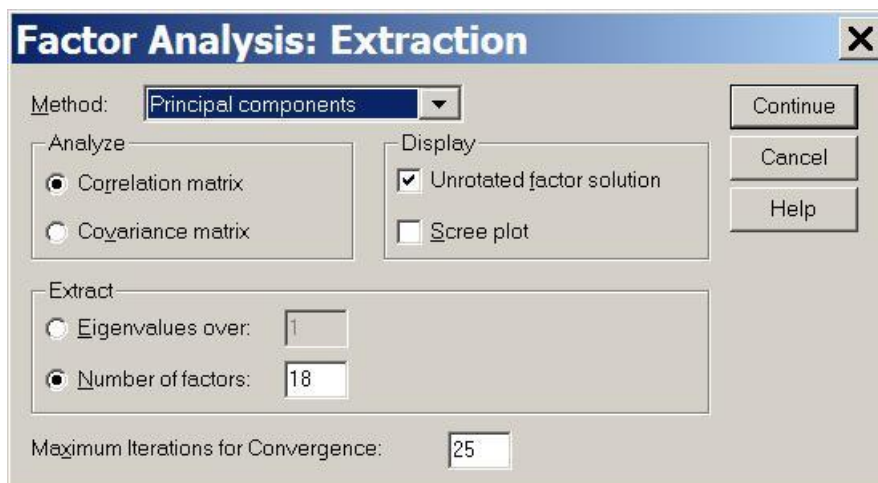 Factor Analysis: Extraction
Method: Principal components
Continue
Analyze
Display
Cancel
Correlation matrix
Unrotated factor solution
Help
Covariance matrix
Scree plot
Extract
Eigenvalues over: 1
Number of factors: 18
Maximum Iterations for Convergence: 25